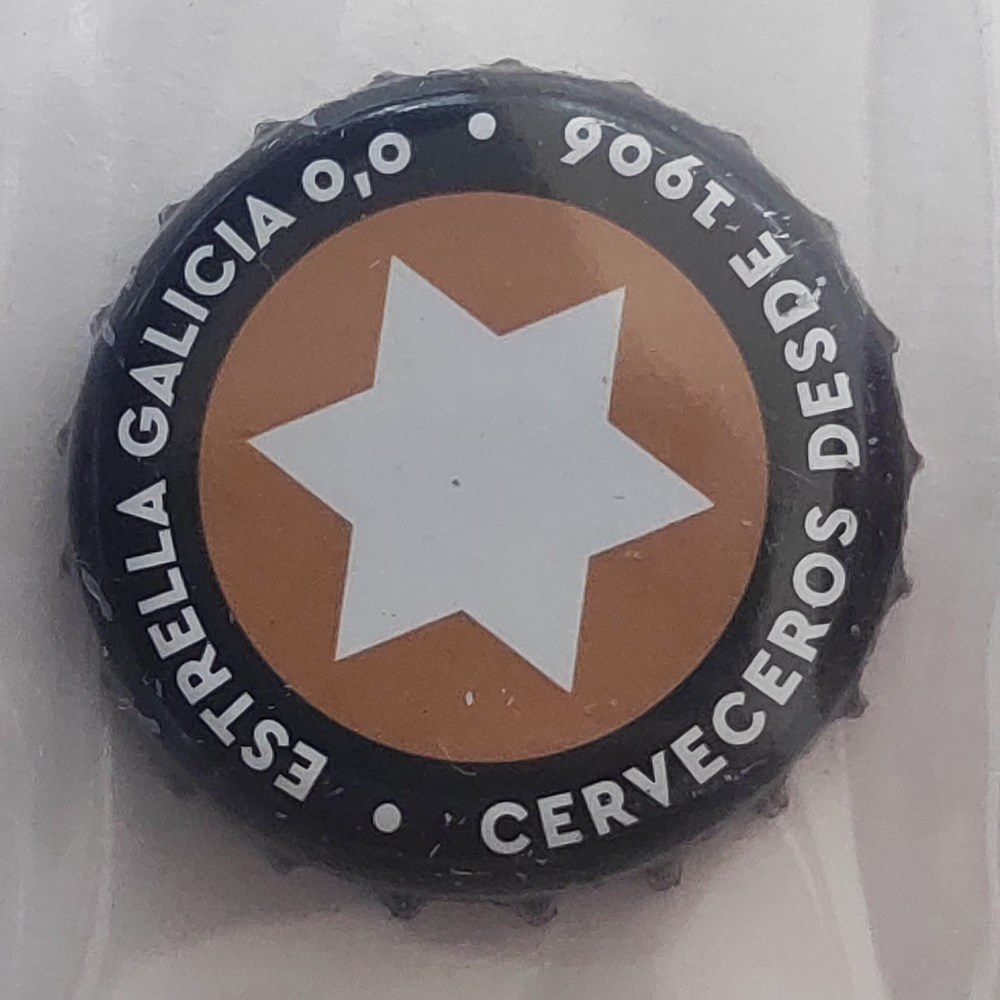 ESTRELLA GALICIA 0,0
CERVECEROS DESDE 1906